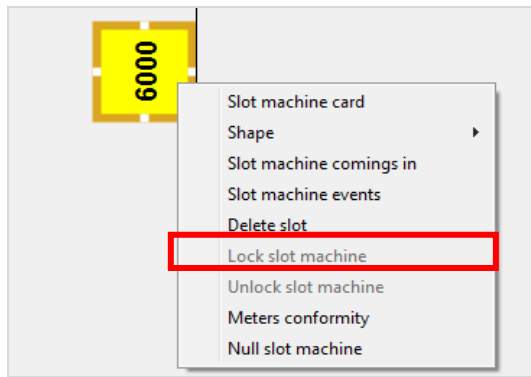 6000
Slot machine card
Shape
Slot machine comings in
Slot machine events
Delete slot
Lock slot machine
Unlock slot machine
Meters conformity
Null slot machine